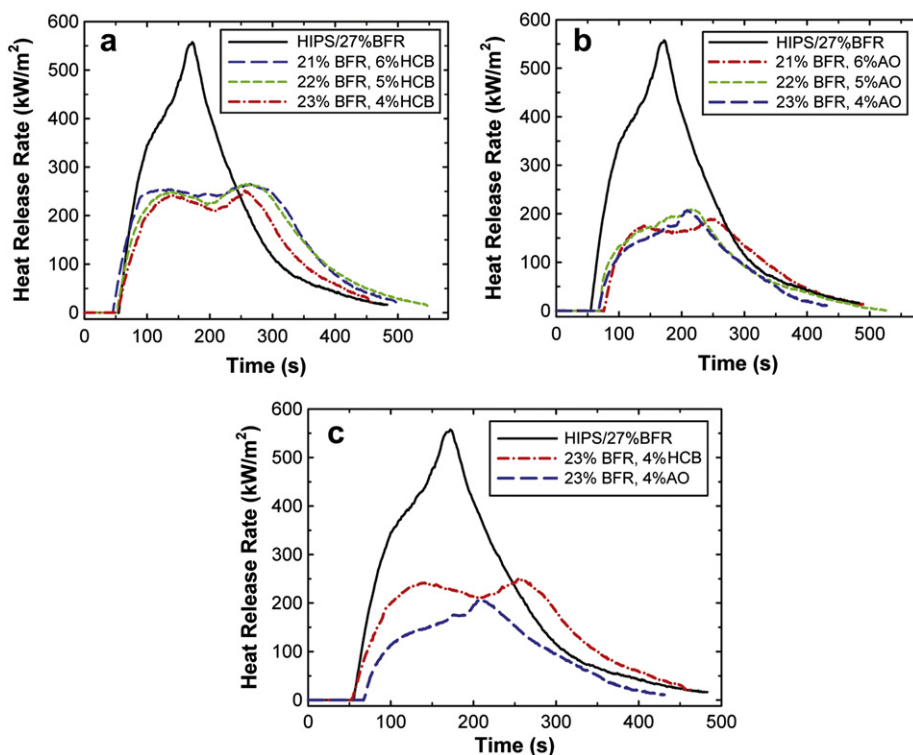 a
HIPS/27%BFR
21% BFR, 6%HCB
22% BFR, 5%HCB
23% BFR, 4%HCB
Heat Release Rate (kW/m²)
600
500
400
300
200
100
0
0 100 200 300 400 500
Time (s)
b
HIPS/27%BFR
21% BFR, 6%AO
22% BFR, 5%AO
23% BFR, 4%AO
Heat Release Rate (kW/m²)
600
500
400
300
200
100
0
0 100 200 300 400 500
Time (s)
c
HIPS/27%BFR
23% BFR, 4%HCB
23% BFR, 4%AO
Heat Release Rate (kW/m²)
600
500
400
300
200
100
0
0 100 200 300 400 500
Time (s)